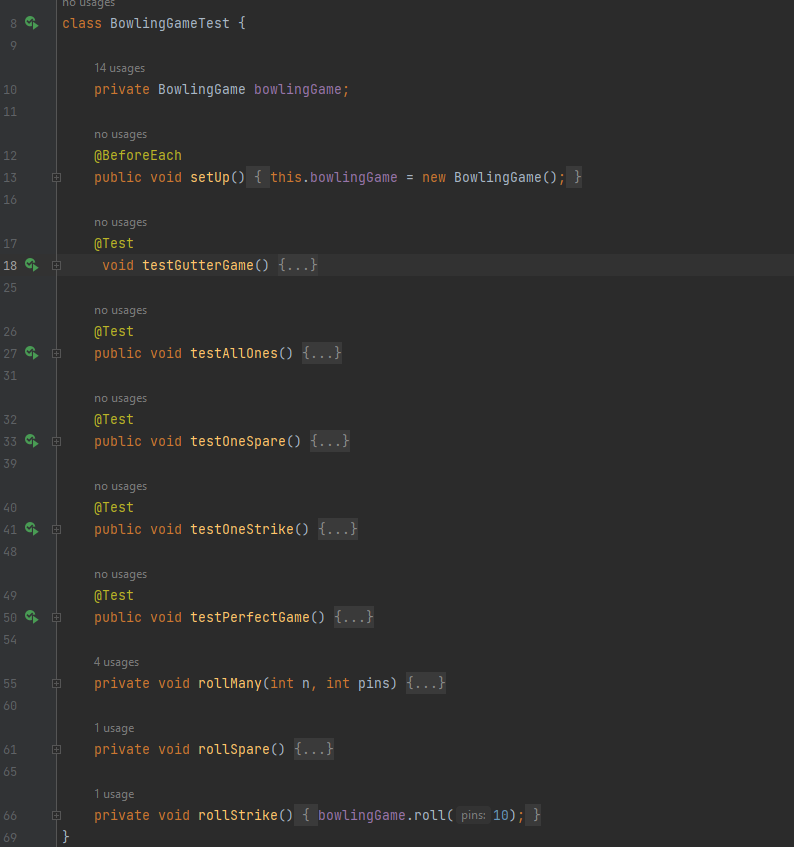 no usages
8 class BowlingGameTest {
9
14 usages
10 private BowlingGame bowlingGame;
11
no usages
12 @BeforeEach
13 public void setUp() { this.bowlingGame = new BowlingGame(); }
16
no usages
17 @Test
18 void testGutterGame() {...}
25
no usages
26 @Test
27 public void testAllOnes() {...}
31
no usages
32 @Test
33 public void testOneSpare() {...}
39
no usages
40 @Test
41 public void testOneStrike() {...}
48
no usages
49 @Test
50 public void testPerfectGame() {...}
54
4 usages
55 private void rollMany(int n, int pins) {...}
60
1 usage
61 private void rollSpare() {...}
65
1 usage
66 private void rollStrike() { bowlingGame.roll( pins: 10); }
69 }